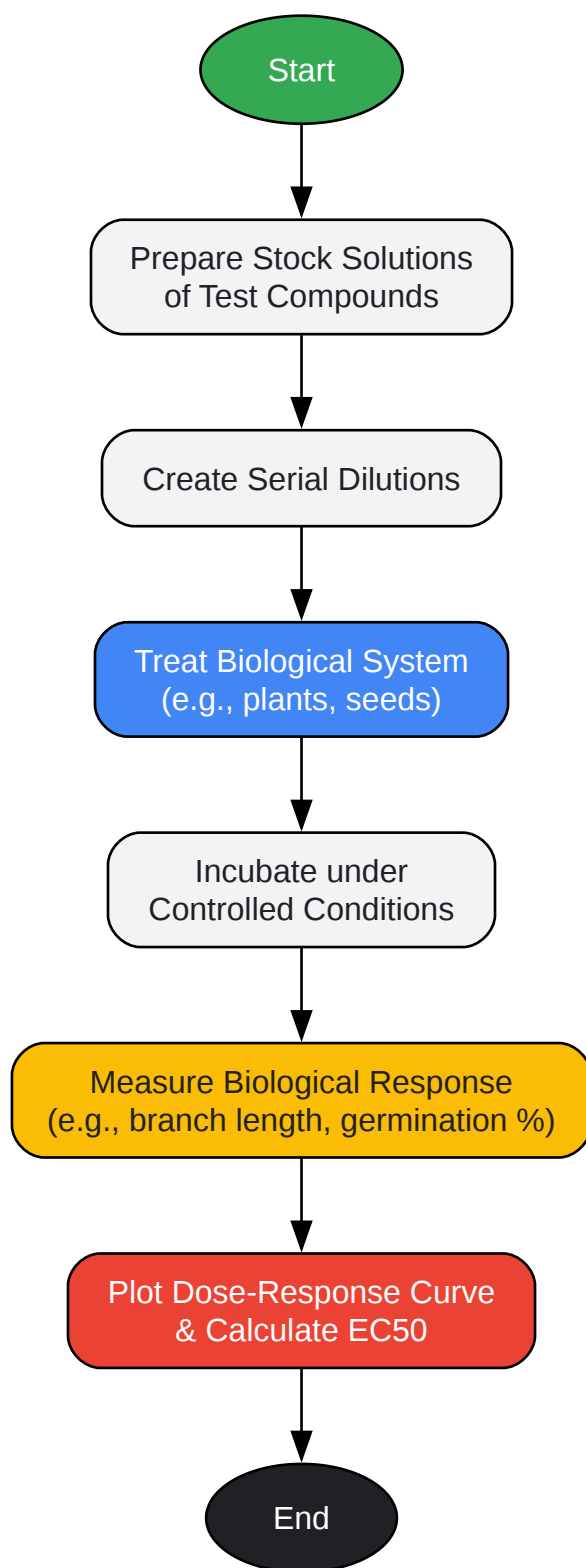 Start
Prepare Stock Solutions
of Test Compounds
Create Serial Dilutions
Treat Biological System
(e.g., plants, seeds)
Incubate under
Controlled Conditions
Measure Biological Response
(e.g., branch length, germination %)
Plot Dose-Response Curve
& Calculate EC50
End